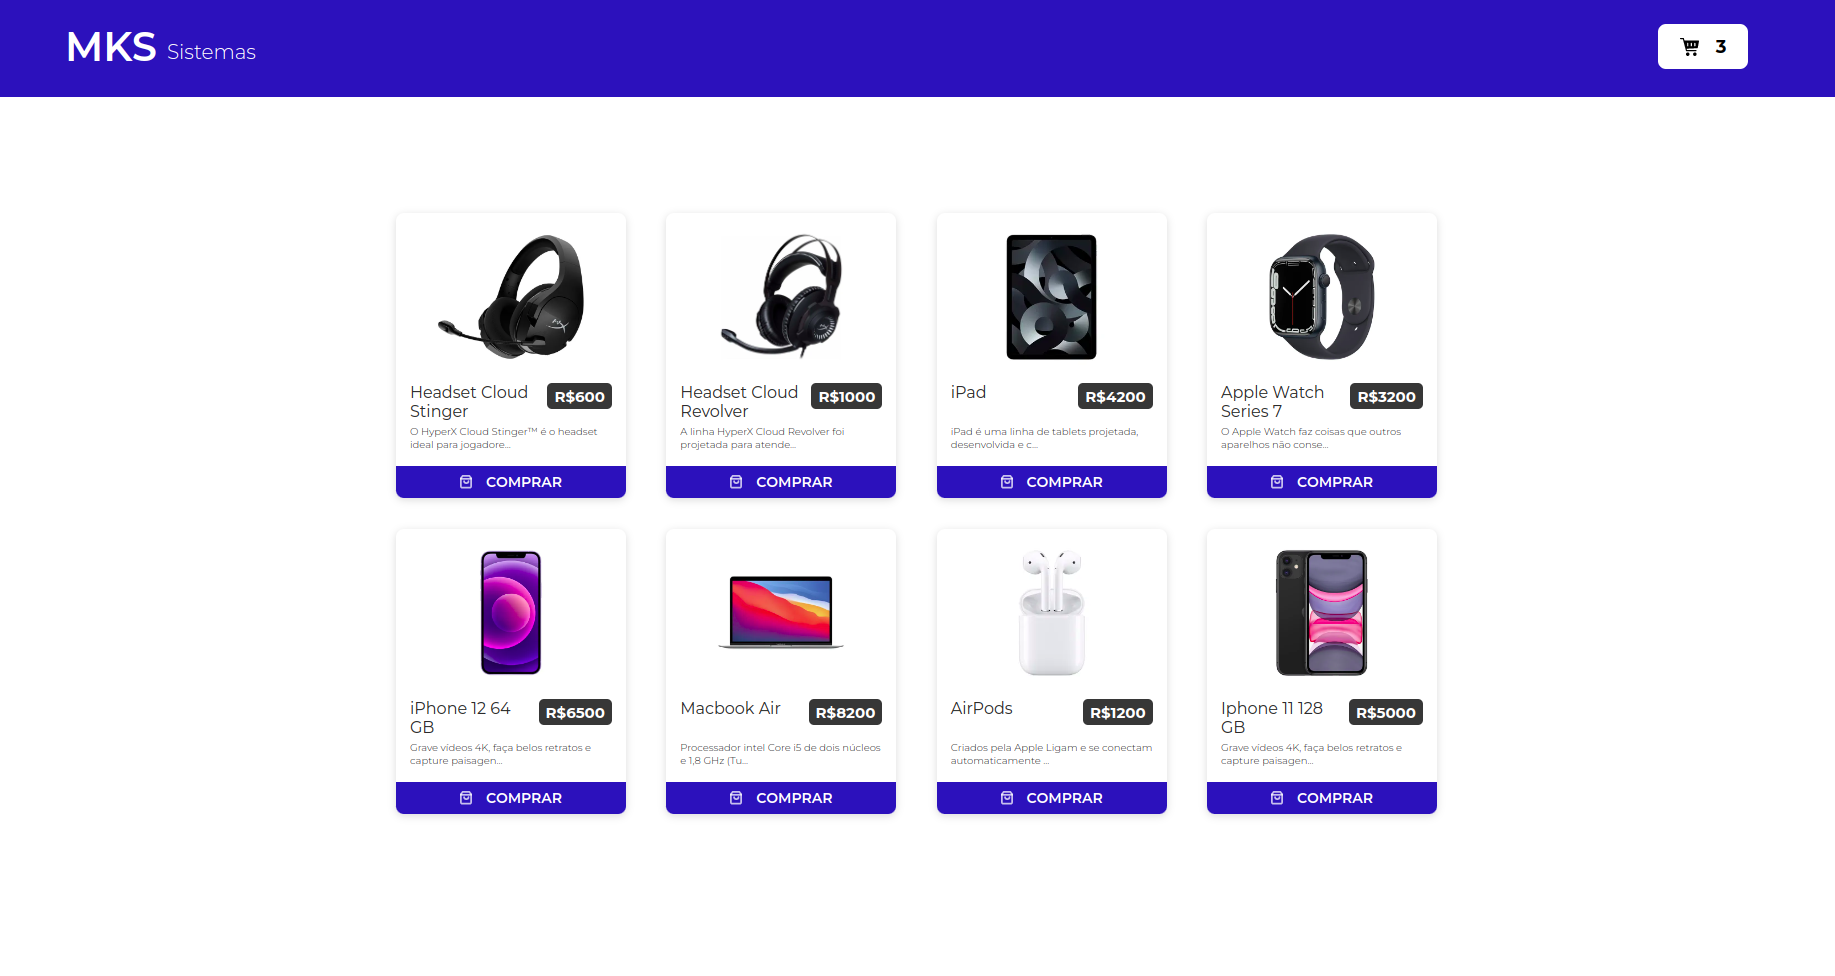 MKS Sistemas
3
Headset Cloud
Stinger
R$600
O HyperX Cloud Stinger™ é o headset
ideal para jogadore...
COMPRAR
Headset Cloud
Revolver
R$1000
A linha HyperX Cloud Revolver foi
projetada para atende...
COMPRAR
iPad
R$4200
iPad é uma linha de tablets projetada,
desenvolvida e c...
COMPRAR
Apple Watch
Series 7
R$3200
O Apple Watch faz coisas que outros
aparelhos não conse...
COMPRAR
iPhone 12 64
GB
R$6500
Grave vídeos 4K, faça belos retratos e
capture paisagen...
COMPRAR
Macbook Air
R$8200
Processador intel Core i5 de dois núcleos
e 1,8 GHz (Tu...
COMPRAR
AirPods
R$1200
Criados pela Apple Ligam e se conectam
automaticamente ...
COMPRAR
Iphone 11 128
GB
R$5000
Grave vídeos 4K, faça belos retratos e
capture paisagen...
COMPRAR